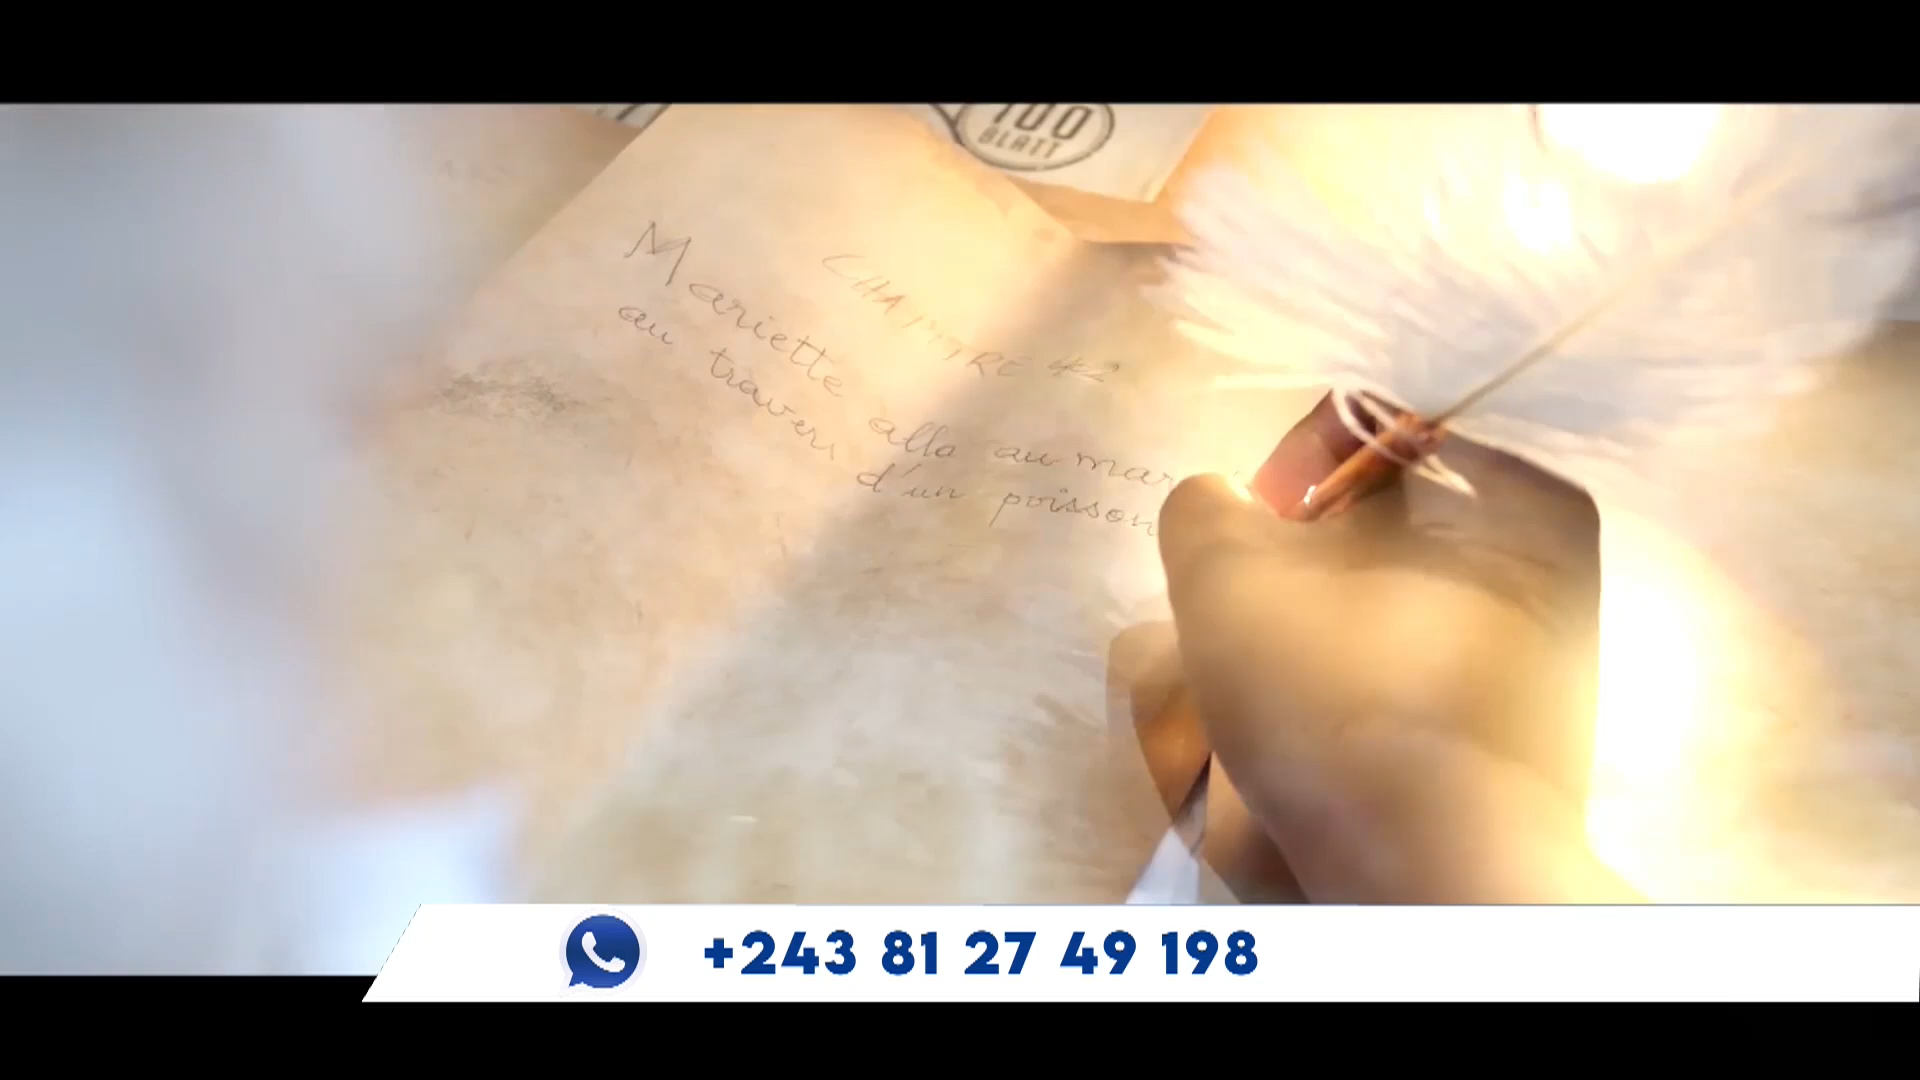 100
BLATT
CHAPITRE 42
Mariette alla au mar
au travers d'un poisson
+243 81 27 49 198